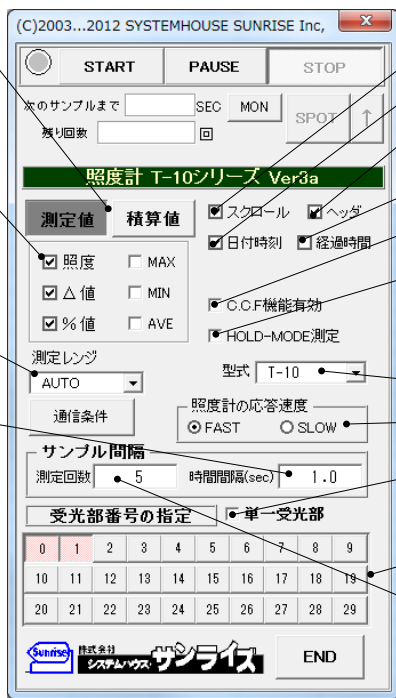 (C)2003...2012 SYSTEMHOUSE SUNRISE Inc,
START PAUSE STOP
次のサンプルまで SEC MON SPOT ↑
残り回数 回
照度計 T-10シリーズ Ver3a
測定値 積算値 スクロール ヘッダ
日付時刻 経過時間
照度 MAX
△値 MIN
%値 AVE
C.C.F機能有効
HOLD-MODE測定
測定レンジ
AUTO
型式 T-10
通信条件
照度計の応答速度
FAST SLOW
サンプル間隔
測定回数 5 時間間隔(sec) 1.0
受光部番号の指定 単一受光部
0 1 2 3 4 5 6 7 8 9
10 11 12 13 14 15 16 17 18 19
20 21 22 23 24 25 26 27 28 29
Sunrise 株式会社 システムハウス サンライズ END